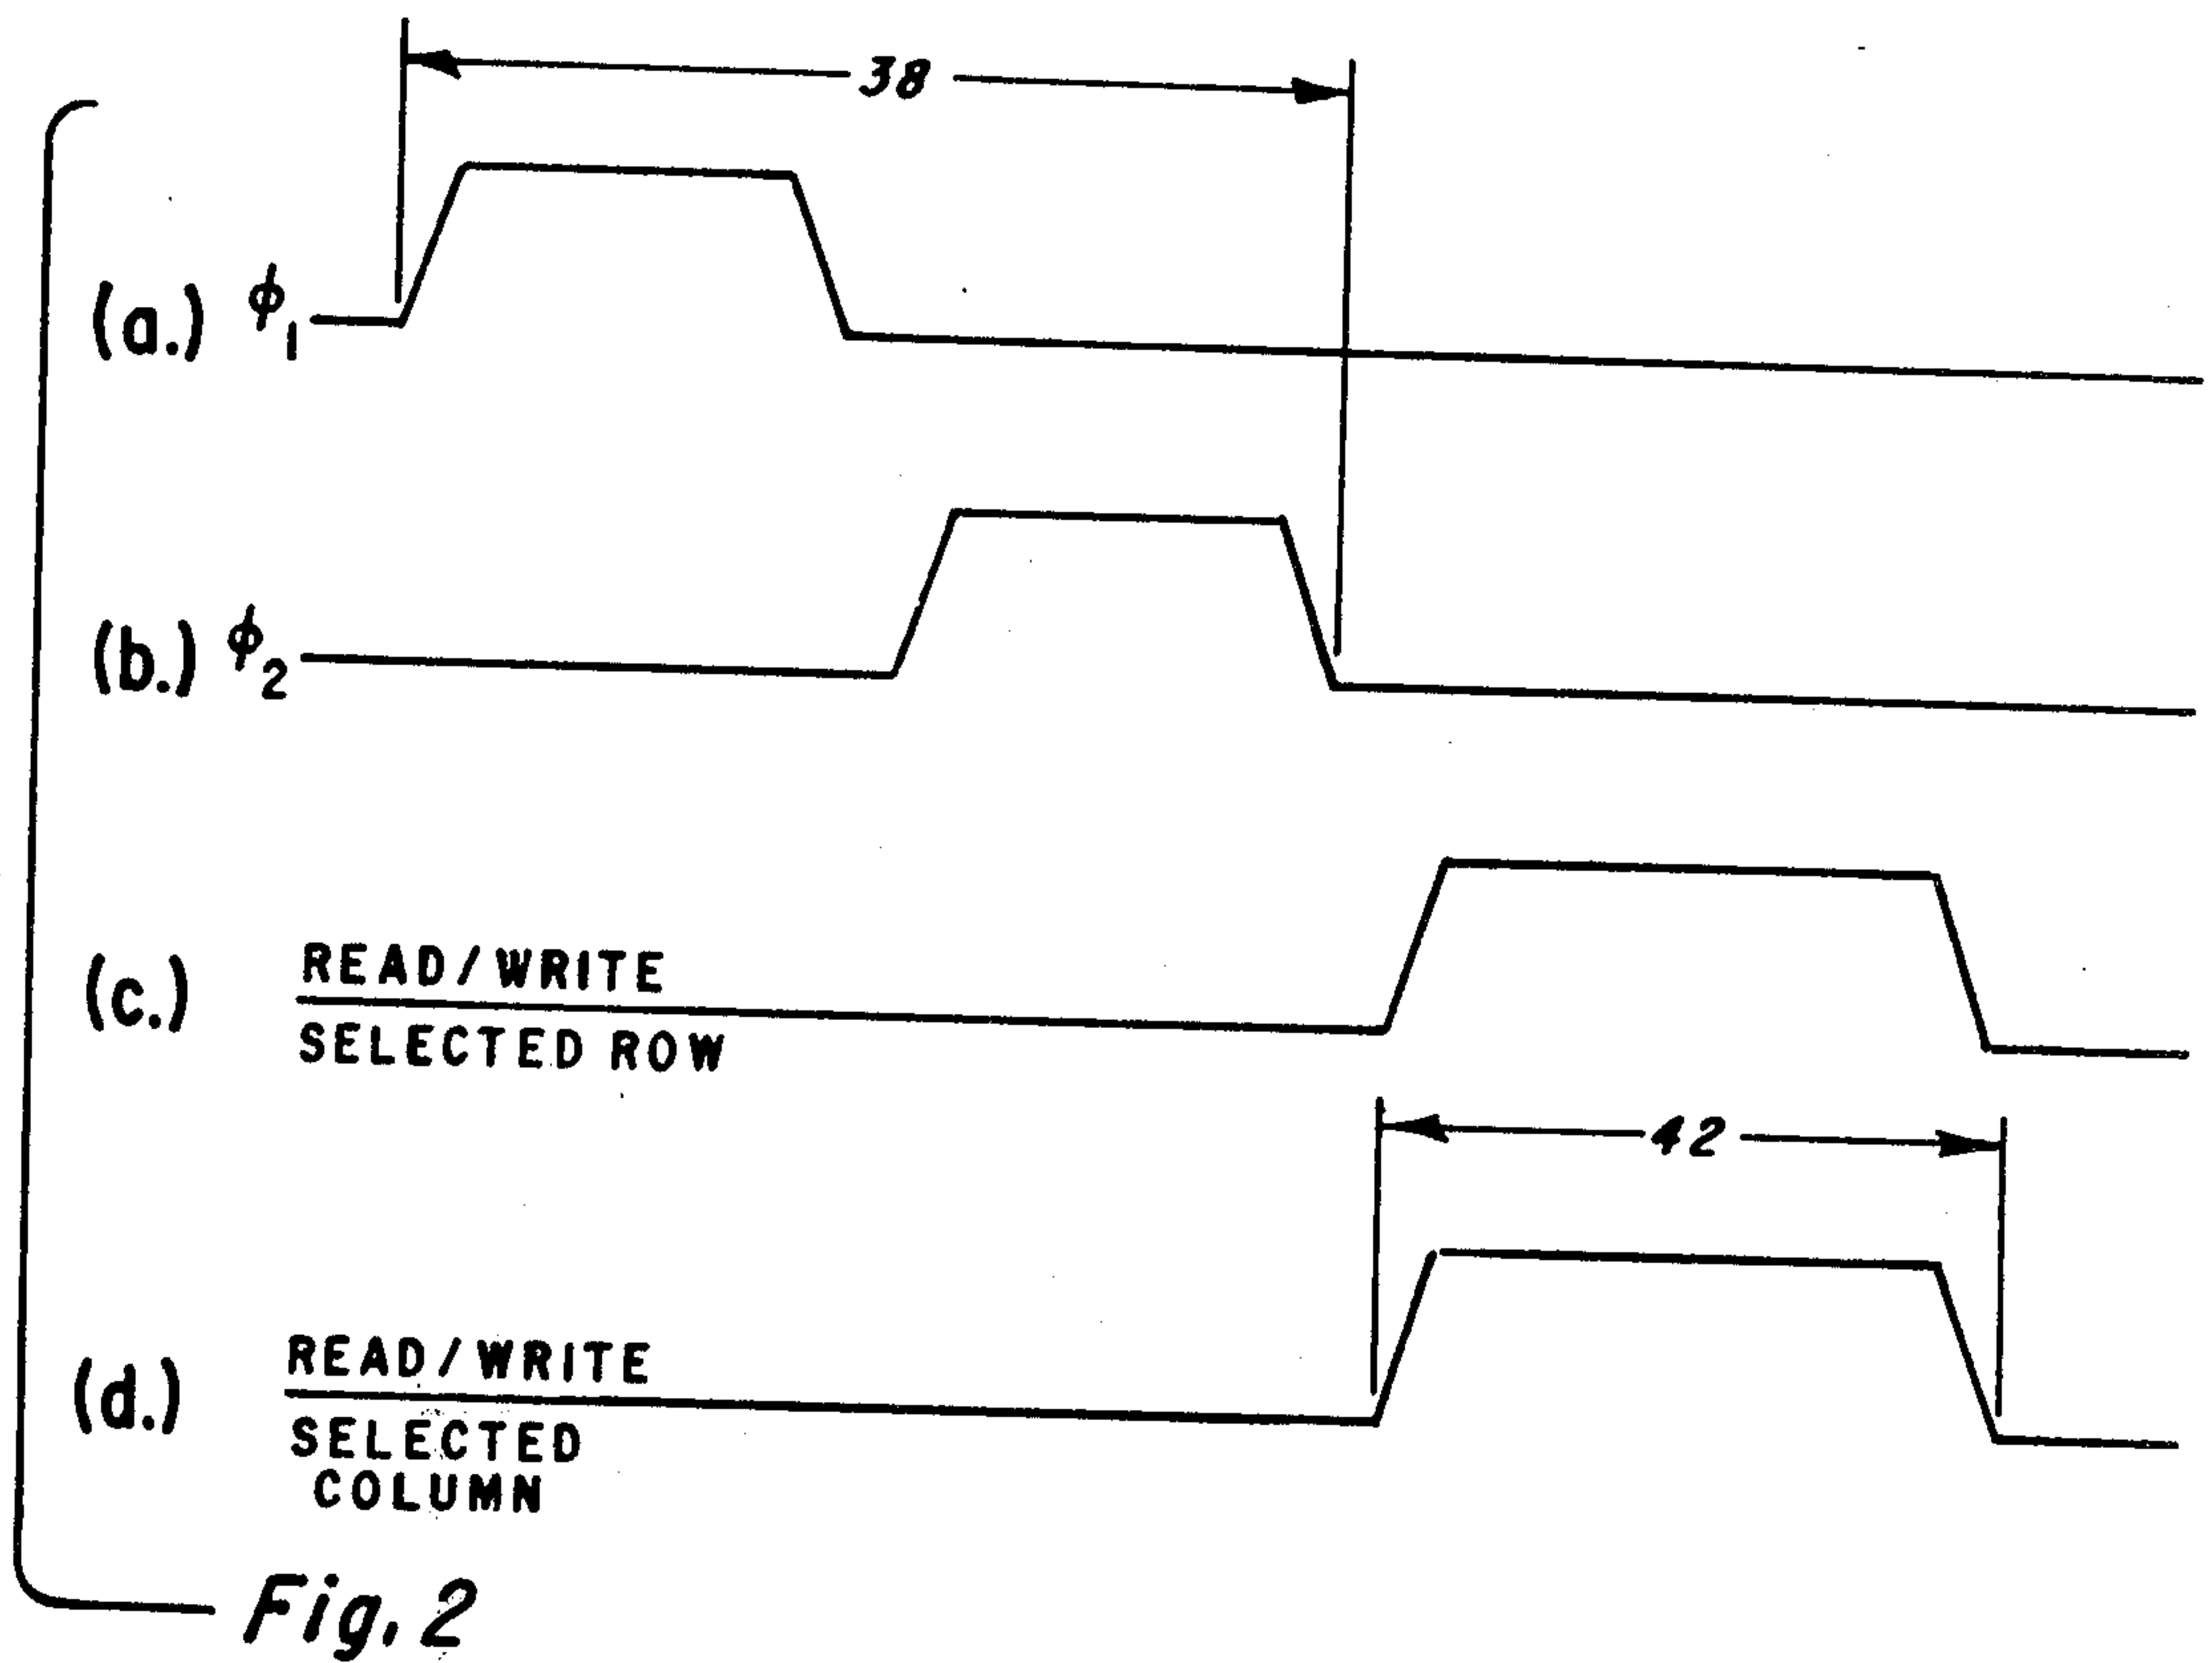 38
(a.) ϕ1
(b.) ϕ2
(c.) READ/WRITE
SELECTED ROW
42
(d.) READ/WRITE
SELECTED
COLUMN
Fig. 2